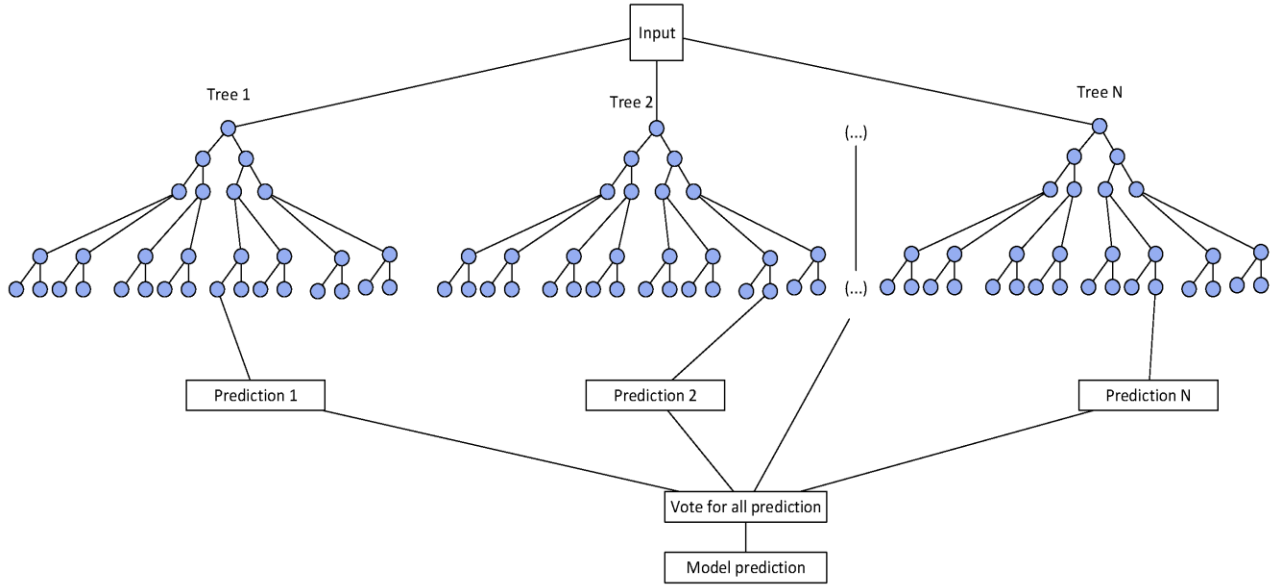 Input
Tree 1
Tree 2
Tree N
(...)
(...)
Prediction 1
Prediction 2
Prediction N
Vote for all prediction
Model prediction